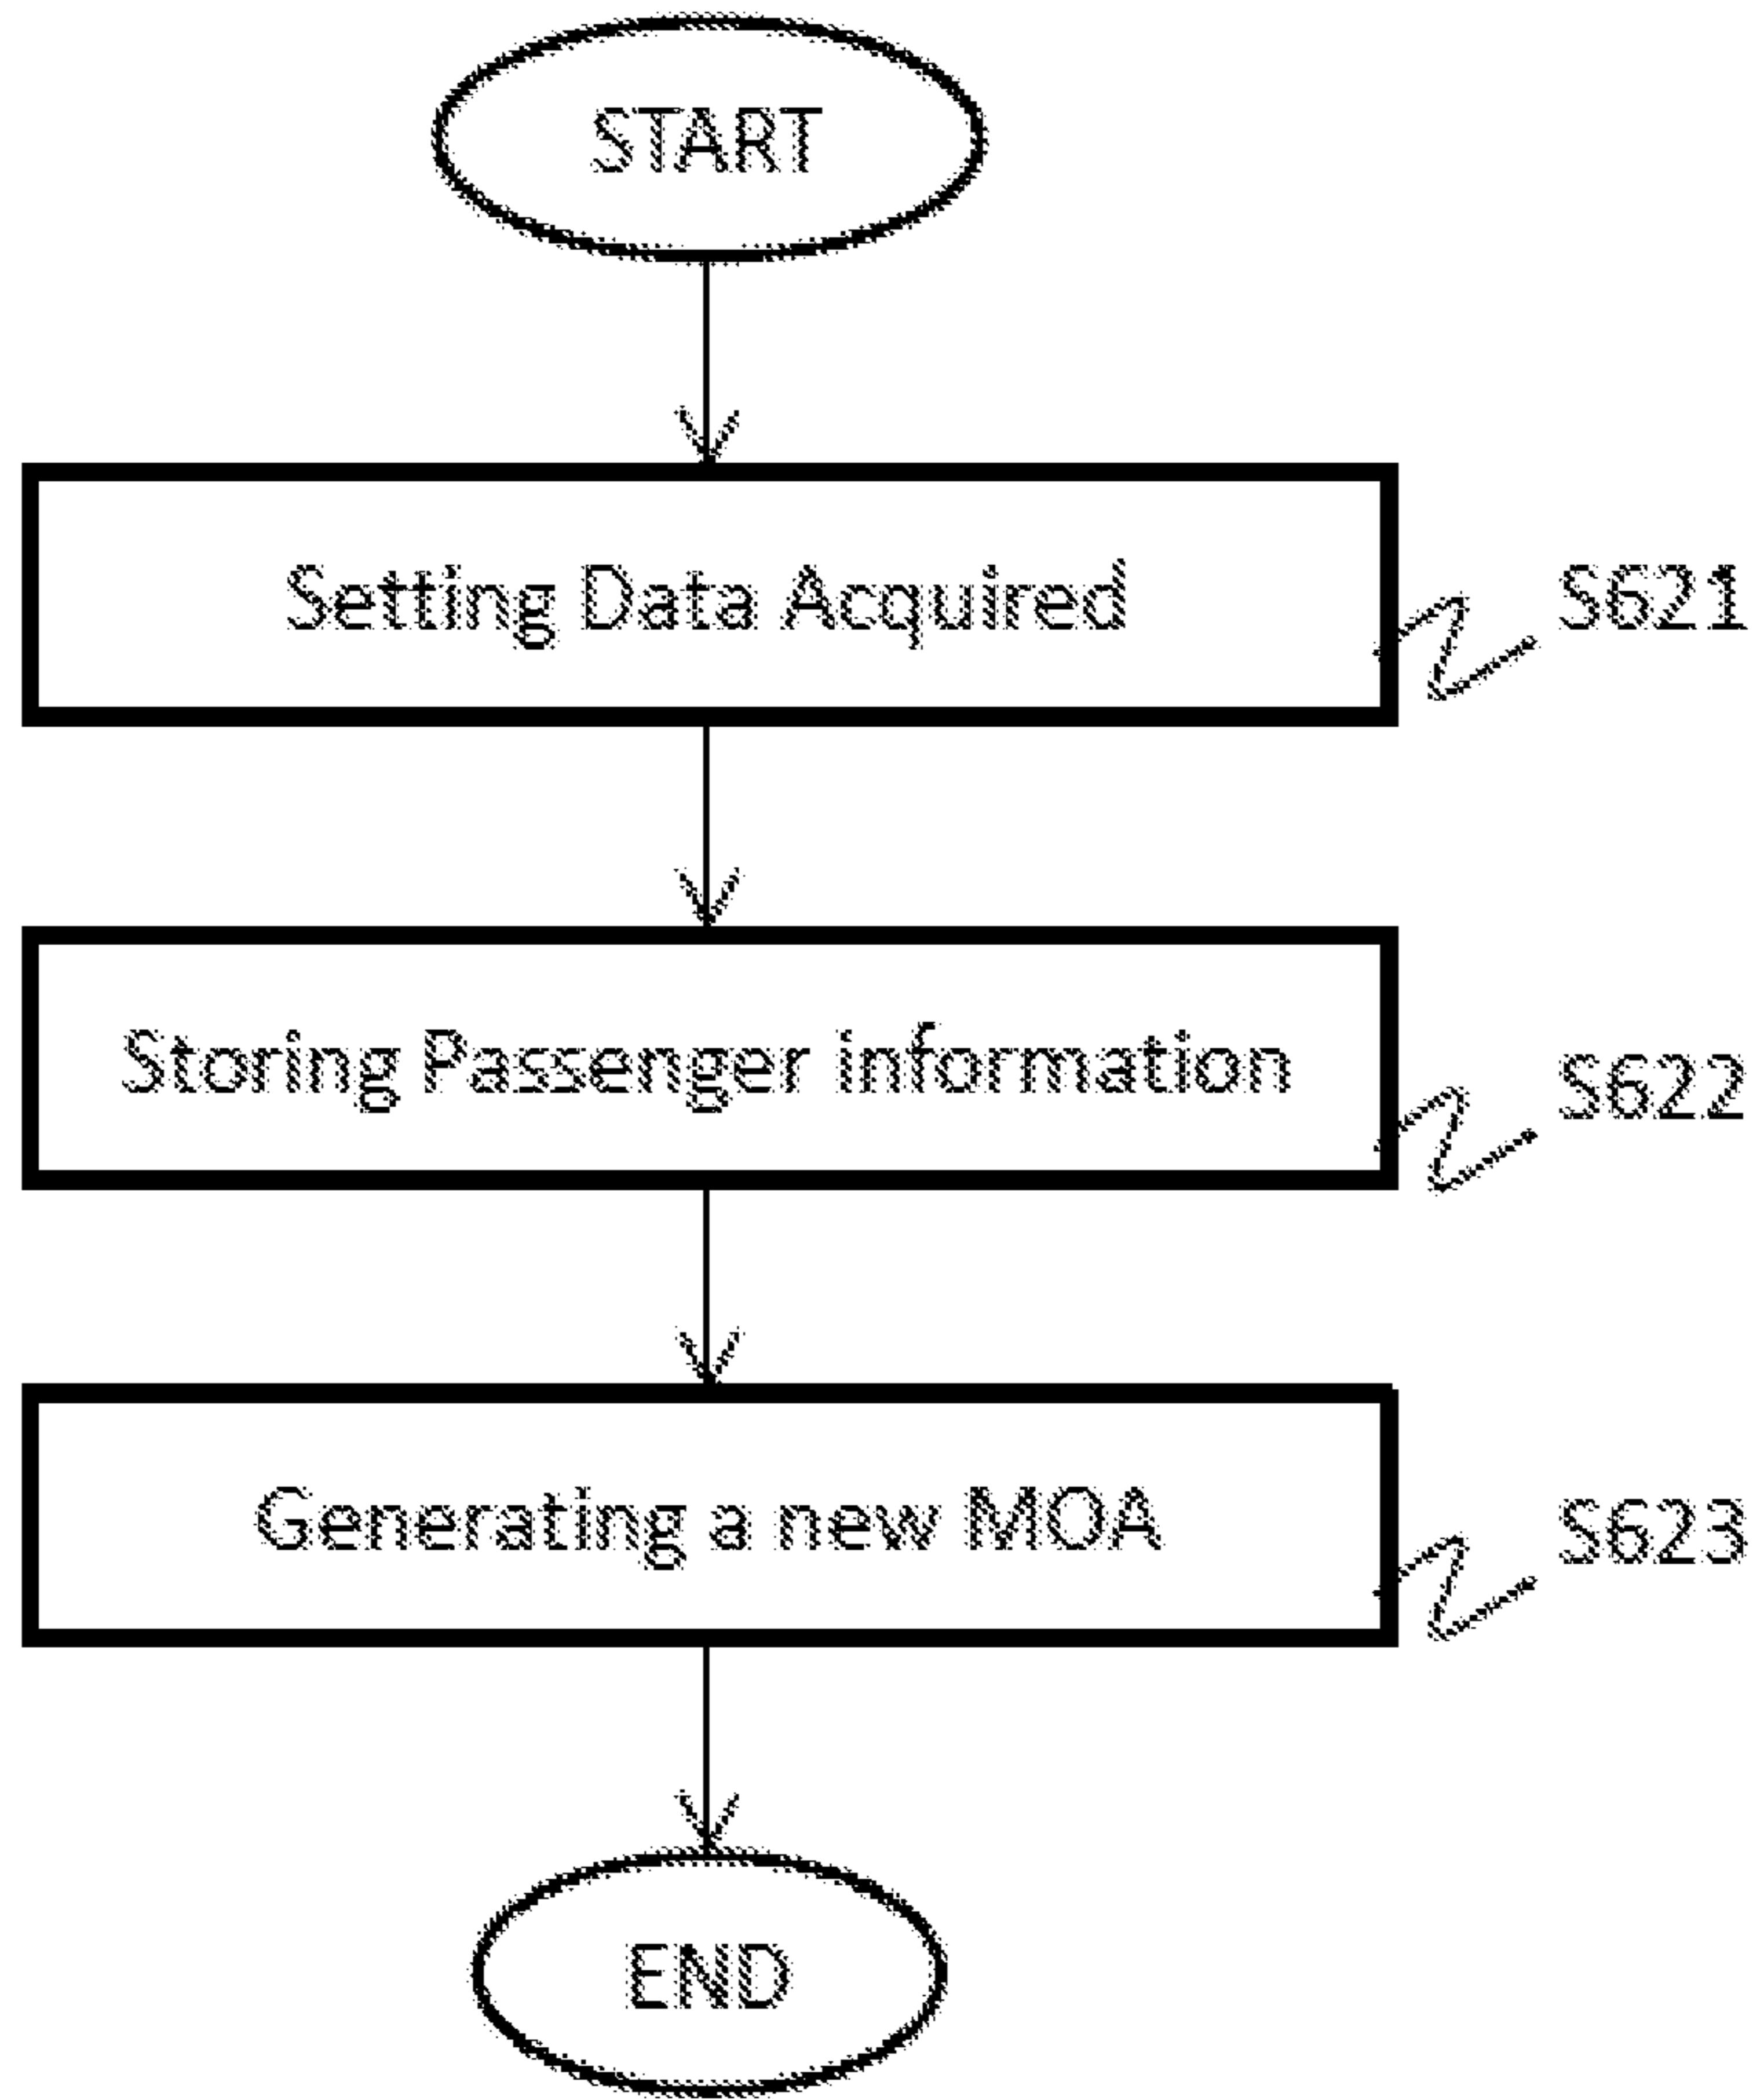 START
Setting Data Acquired
S621
Storing Passenger information
S622
Generating a new MOA
S623
END